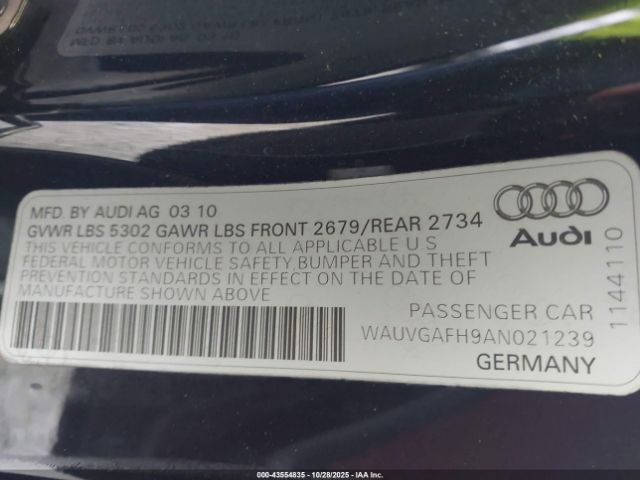 MFD. BY AUDI AG 03 10
GVWR LBS 5302 GAWR LBS FRONT 2679/REAR 2734
THIS VEHICLE CONFORMS TO ALL APPLICABLE U S
FEDERAL MOTOR VEHICLE SAFETY,BUMPER AND THEFT
PREVENTION STANDARDS IN EFFECT ON THE DATE OF
MANUFACTURE SHOWN ABOVE
Audi
11444110
PASSENGER CAR
WAUVGAFH9AN021239
GERMANY
000-43554835 - 10/28/2025 - IAA Inc.